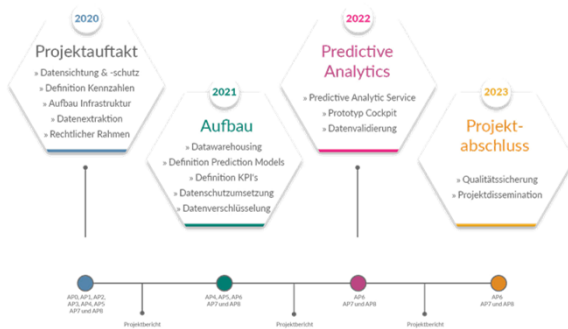 2020
Projektauftakt
» Datensichtung & -schutz
» Definition Kennzahlen
» Aufbau Infrastruktur
» Datenextraktion
» Rechtlicher Rahmen
2021
Aufbau
» Datawarehousing
» Definition Prediction Models
» Definition KPI's
» Datenschutzumsetzung
» Datenverschlüsselung
2022
Predictive
Analytics
» Predictive Analytic Service
» Prototyp Cockpit
» Datenvalidierung
2023
Projekt-
abschluss
» Qualitätssicherung
» Projektdissemination
AP0, AP1, AP2,
AP3, AP4, AP5
AP7 und AP8
Projektbericht
AP4, AP5, AP6
AP7 und AP8
Projektbericht
AP6
AP7 und AP8
Projektbericht
AP6
AP7 und AP8